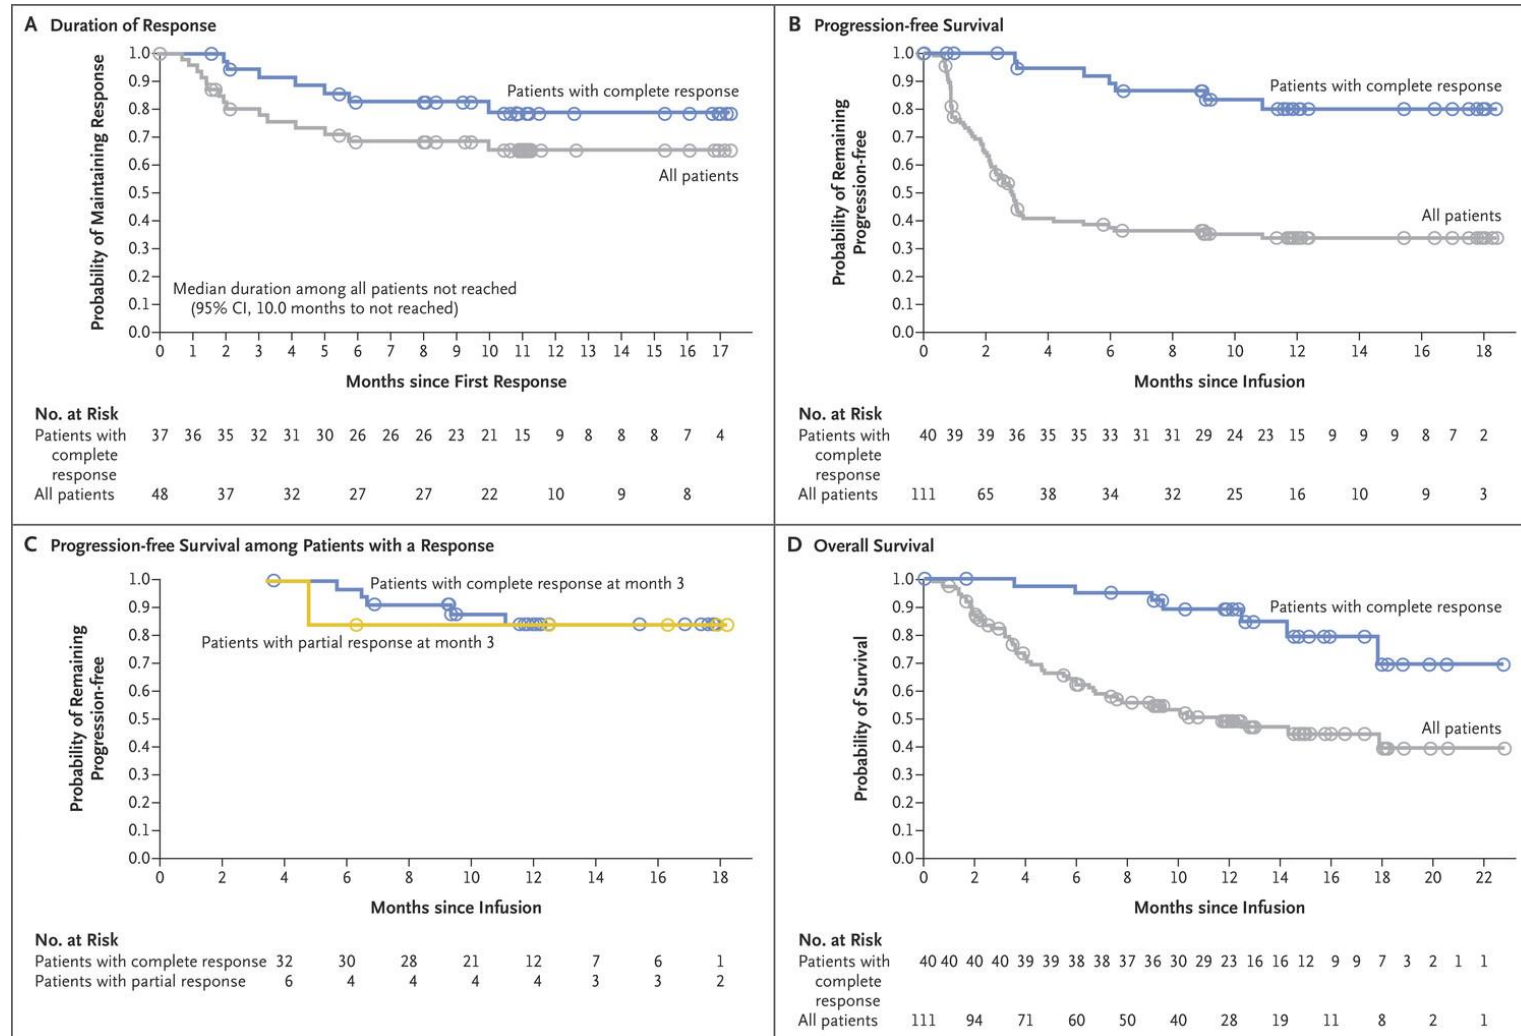 A Duration of Response
1.0
0.9
0.8
0.7
0.6
0.5
0.4
0.3
0.2
0.1
0.0
Probability of Maintaining Response
Patients with complete response
All patients
Median duration among all patients not reached
(95% CI, 10.0 months to not reached)
0 1 2 3 4 5 6 7 8 9 10 11 12 13 14 15 16 17
Months since First Response
No. at Risk
Patients with 37 36 35 32 31 30 26 26 26 23 21 15 9 8 8 8 7 4
complete
response
All patients 48 37 32 27 27 22 10 9 8
B Progression-free Survival
1.0
0.9
0.8
0.7
0.6
0.5
0.4
0.3
0.2
0.1
0.0
Probability of Remaining
Progression-free
Patients with complete response
All patients
0 2 4 6 8 10 12 14 16 18
Months since Infusion
No. at Risk
Patients with 40 39 39 36 35 35 33 31 31 29 24 23 15 9 9 9 8 7 2
complete
response
All patients 111 65 38 34 32 25 16 10 9 3
C Progression-free Survival among Patients with a Response
1.0
0.9
0.8
0.7
0.6
0.5
0.4
0.3
0.2
0.1
0.0
Probability of Remaining
Progression-free
Patients with complete response at month 3
Patients with partial response at month 3
0 2 4 6 8 10 12 14 16 18
Months since Infusion
No. at Risk
Patients with complete response 32 30 28 21 12 7 6 1
Patients with partial response 6 4 4 4 4 3 3 2
D Overall Survival
1.0
0.9
0.8
0.7
0.6
0.5
0.4
0.3
0.2
0.1
0.0
Probability of Survival
Patients with complete response
All patients
0 2 4 6 8 10 12 14 16 18 20 22
Months since Infusion
No. at Risk
Patients with 40 40 40 40 39 39 38 38 37 36 30 29 23 16 16 12 9 9 7 3 2 1 1
complete
response
All patients 111 94 71 60 50 40 28 19 11 8 2 1